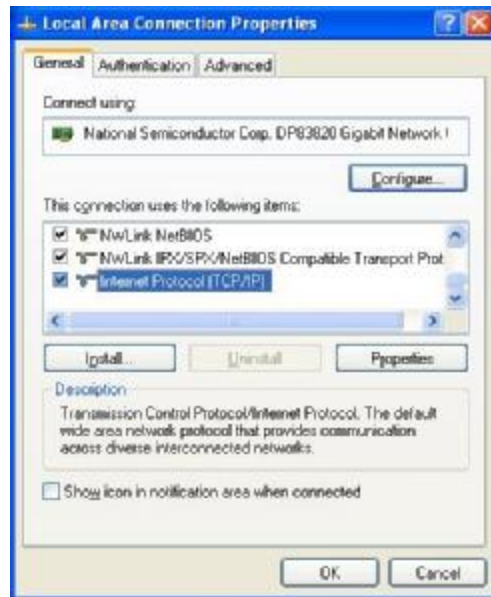 Local Area Connection Properties
General Authentication Advanced
Connect using:
National Semiconductor Corp. DP83820 Gigabit Network
Configure...
This connection uses the following items:
NWLink NetBIOS
NWLink IPX/SPX/NetBIOS Compatible Transport Prot
Internet Protocol (TCP/IP)
Install... Uninstall Properties
Description
Transmission Control Protocol/Internet Protocol. The default
wide area network protocol that provides communication
across diverse interconnected networks.
Show icon in notification area when connected
OK Cancel